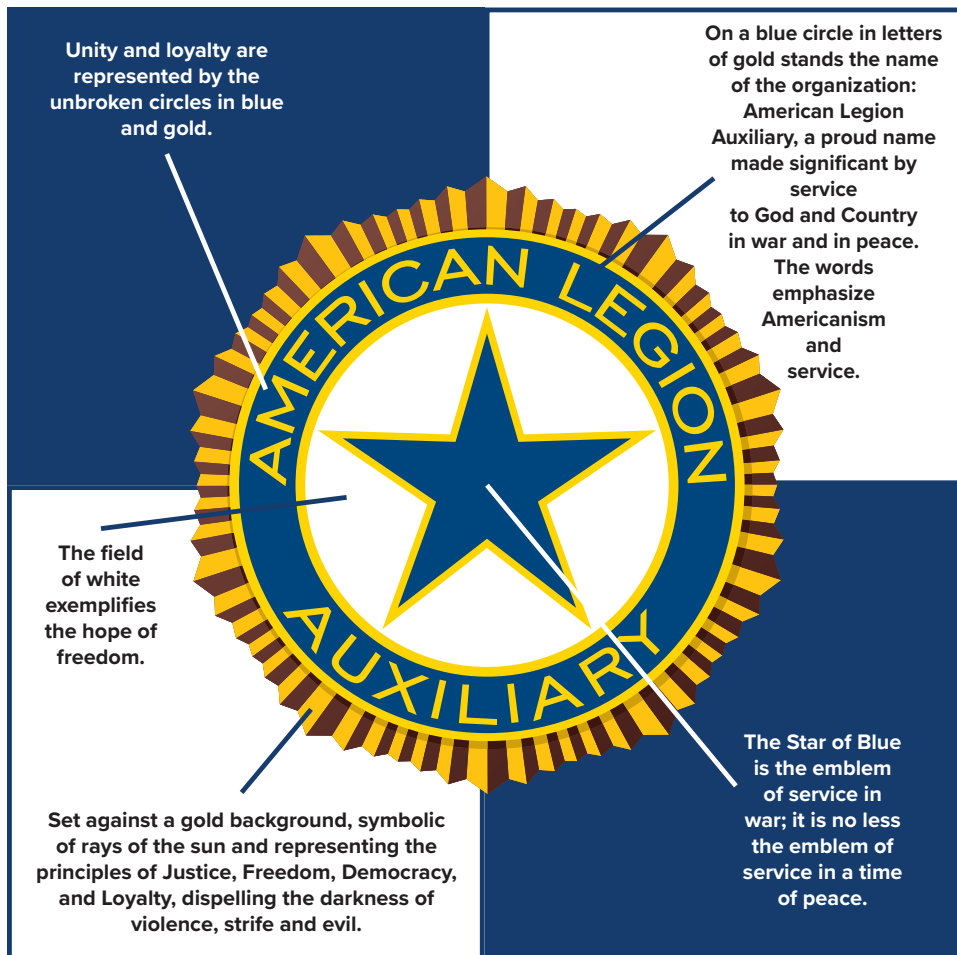 Unity and loyalty are
represented by the
unbroken circles in blue
and gold.
On a blue circle in letters
of gold stands the name
of the organization:
American Legion
Auxiliary, a proud name
made significant by
service
to God and Country
in war and in peace.
The words
emphasize
Americanism
and
service.
AMERICAN LEGION
AUXILIARY
The field
of white
exemplifies
the hope of
freedom.
Set against a gold background, symbolic
of rays of the sun and representing the
principles of Justice, Freedom, Democracy,
and Loyalty, dispelling the darkness of
violence, strife and evil.
The Star of Blue
is the emblem
of service in
war; it is no less
the emblem of
service in a time
of peace.